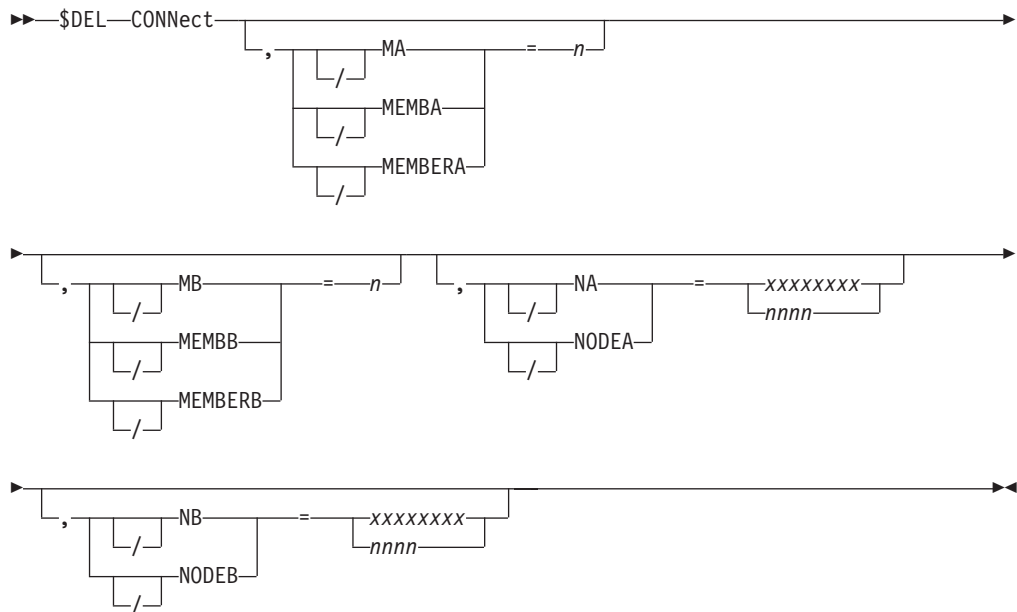 $DEL CONNect
, / MA = n
/ MEMBA
/ MEMBERA
, / MB = n , / NA = xxxxxxxx
/ MEMBB / NODEA nnnn
/ MEMBERB
, / NB = xxxxxxxx
/ NODEB nnnn